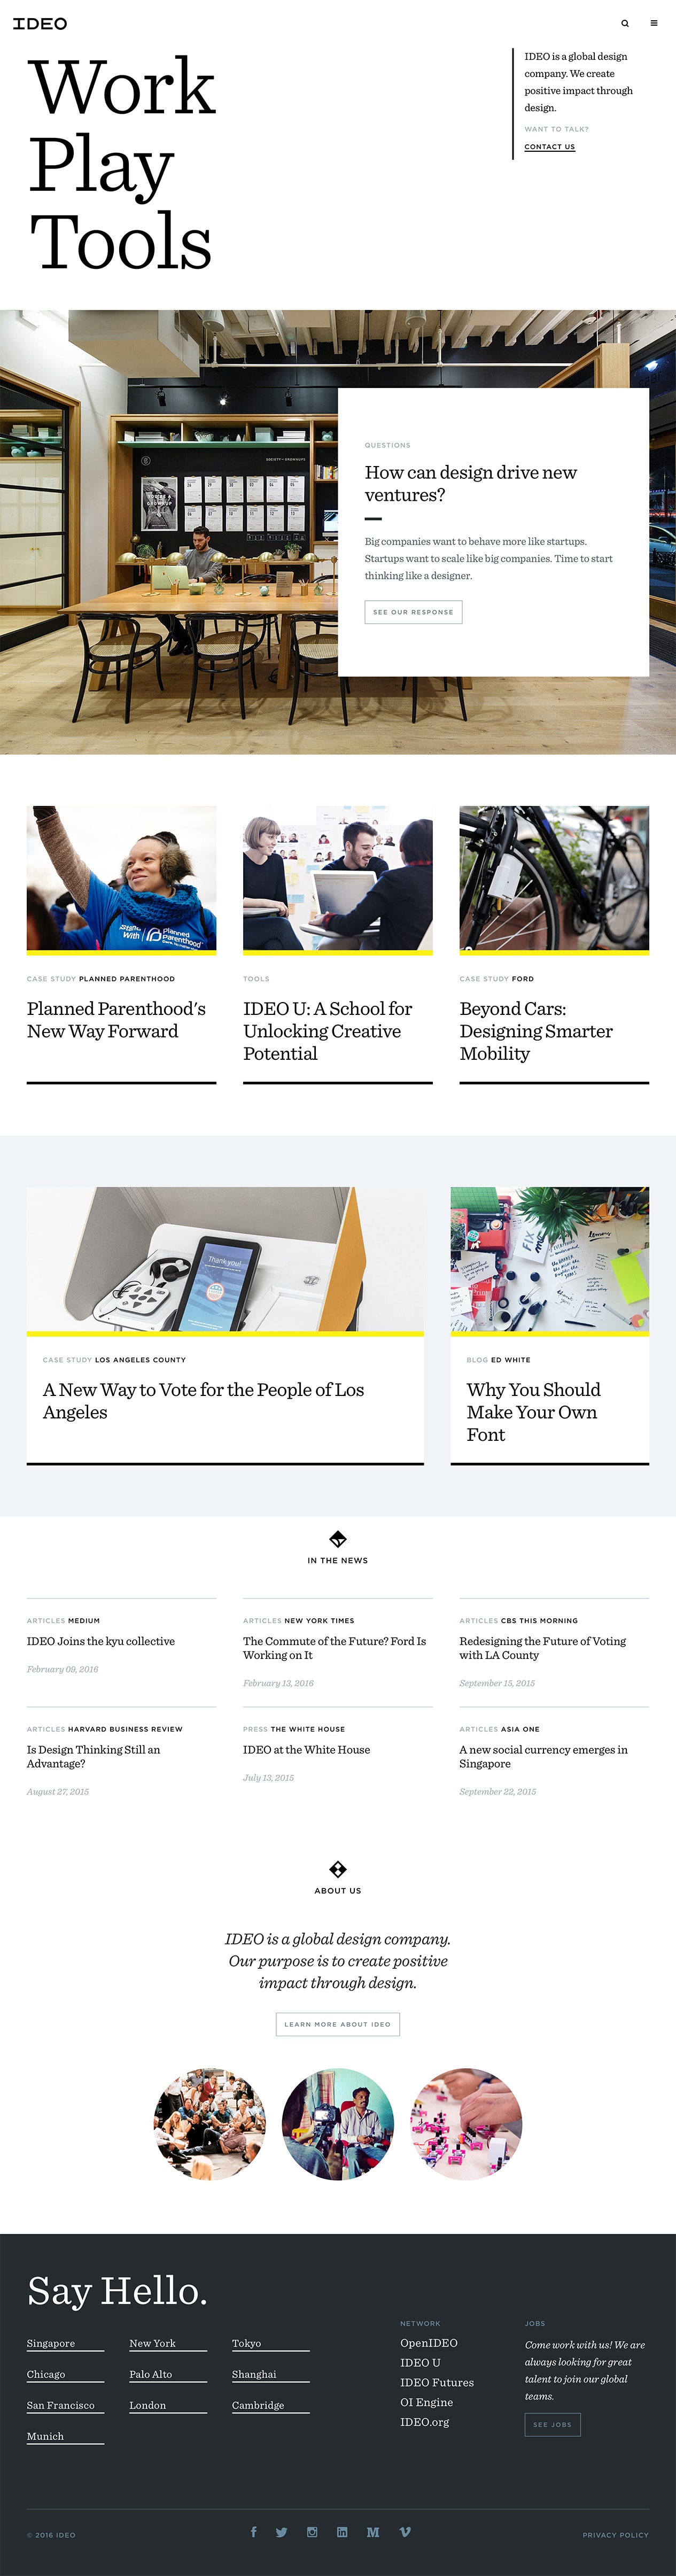 IDEO
Work
Play
Tools
IDEO is a global design
company. We create
positive impact through
design.
WANT TO TALK?
CONTACT US
QUESTIONS
How can design drive new
ventures?
Big companies want to behave more like startups.
Startups want to scale like big companies. Time to start
thinking like a designer.
SEE OUR RESPONSE
Planned
Parenthood
CASE STUDY PLANNED PARENTHOOD
Planned Parenthood's
New Way Forward
TOOLS
IDEO U: A School for
Unlocking Creative
Potential
CASE STUDY FORD
Beyond Cars:
Designing Smarter
Mobility
Thank you!
CASE STUDY LOS ANGELES COUNTY
A New Way to Vote for the People of Los
Angeles
FIX
BLOG ED WHITE
Why You Should
Make Your Own
Font
IN THE NEWS
ARTICLES MEDIUM
IDEO Joins the kyu collective
February 09, 2016
ARTICLES NEW YORK TIMES
The Commute of the Future? Ford Is
Working on It
February 13, 2016
ARTICLES CBS THIS MORNING
Redesigning the Future of Voting
with LA County
September 15, 2015
ARTICLES HARVARD BUSINESS REVIEW
Is Design Thinking Still an
Advantage?
August 27, 2015
PRESS THE WHITE HOUSE
IDEO at the White House
July 13, 2015
ARTICLES ASIA ONE
A new social currency emerges in
Singapore
September 22, 2015
ABOUT US
IDEO is a global design company.
Our purpose is to create positive
impact through design.
LEARN MORE ABOUT IDEO
Say Hello.
Singapore
New York
Tokyo
Chicago
Palo Alto
Shanghai
San Francisco
London
Cambridge
Munich
NETWORK
OpenIDEO
IDEO U
IDEO Futures
OI Engine
IDEO.org
JOBS
Come work with us! We are
always looking for great
talent to join our global
teams.
SEE JOBS
© 2016 IDEO
PRIVACY POLICY